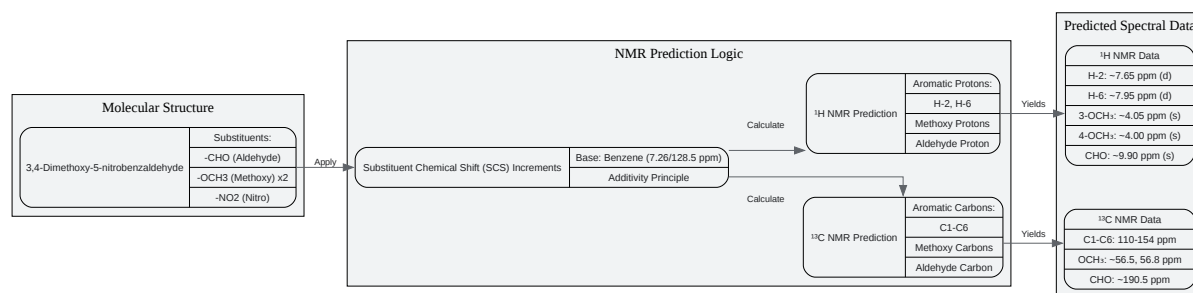 Molecular Structure
3,4-Dimethoxy-5-nitrobenzaldehyde
Substituents:
-CHO (Aldehyde)
-OCH3 (Methoxy) x2
-NO2 (Nitro)
Apply
NMR Prediction Logic
Substituent Chemical Shift (SCS) Increments
Base: Benzene (7.26/128.5 ppm)
Additivity Principle
Calculate
Calculate
¹H NMR Prediction
Aromatic Protons:
H-2, H-6
Methoxy Protons
Aldehyde Proton
¹³C NMR Prediction
Aromatic Carbons:
C1-C6
Methoxy Carbons
Aldehyde Carbon
Yields
Yields
Predicted Spectral Data
¹H NMR Data
H-2: ~7.65 ppm (d)
H-6: ~7.95 ppm (d)
3-OCH₃: ~4.05 ppm (s)
4-OCH₃: ~4.00 ppm (s)
CHO: ~9.90 ppm (s)
¹³C NMR Data
C1-C6: 110-154 ppm
OCH₃: ~56.5, 56.8 ppm
CHO: ~190.5 ppm